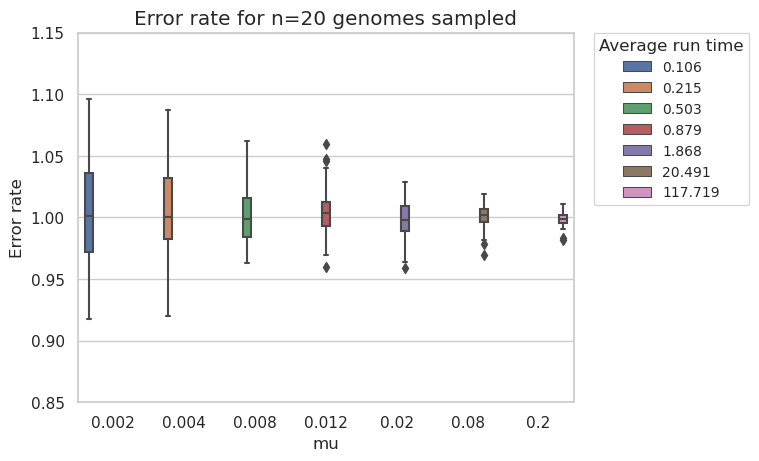 Error rate for n=20 genomes sampled
1.15
1.10
1.05
1.00
0.95
0.90
0.85
Error rate
0.002 0.004 0.008 0.012 0.02 0.08 0.2
mu
Average run time
0.106
0.215
0.503
0.879
1.868
20.491
117.719